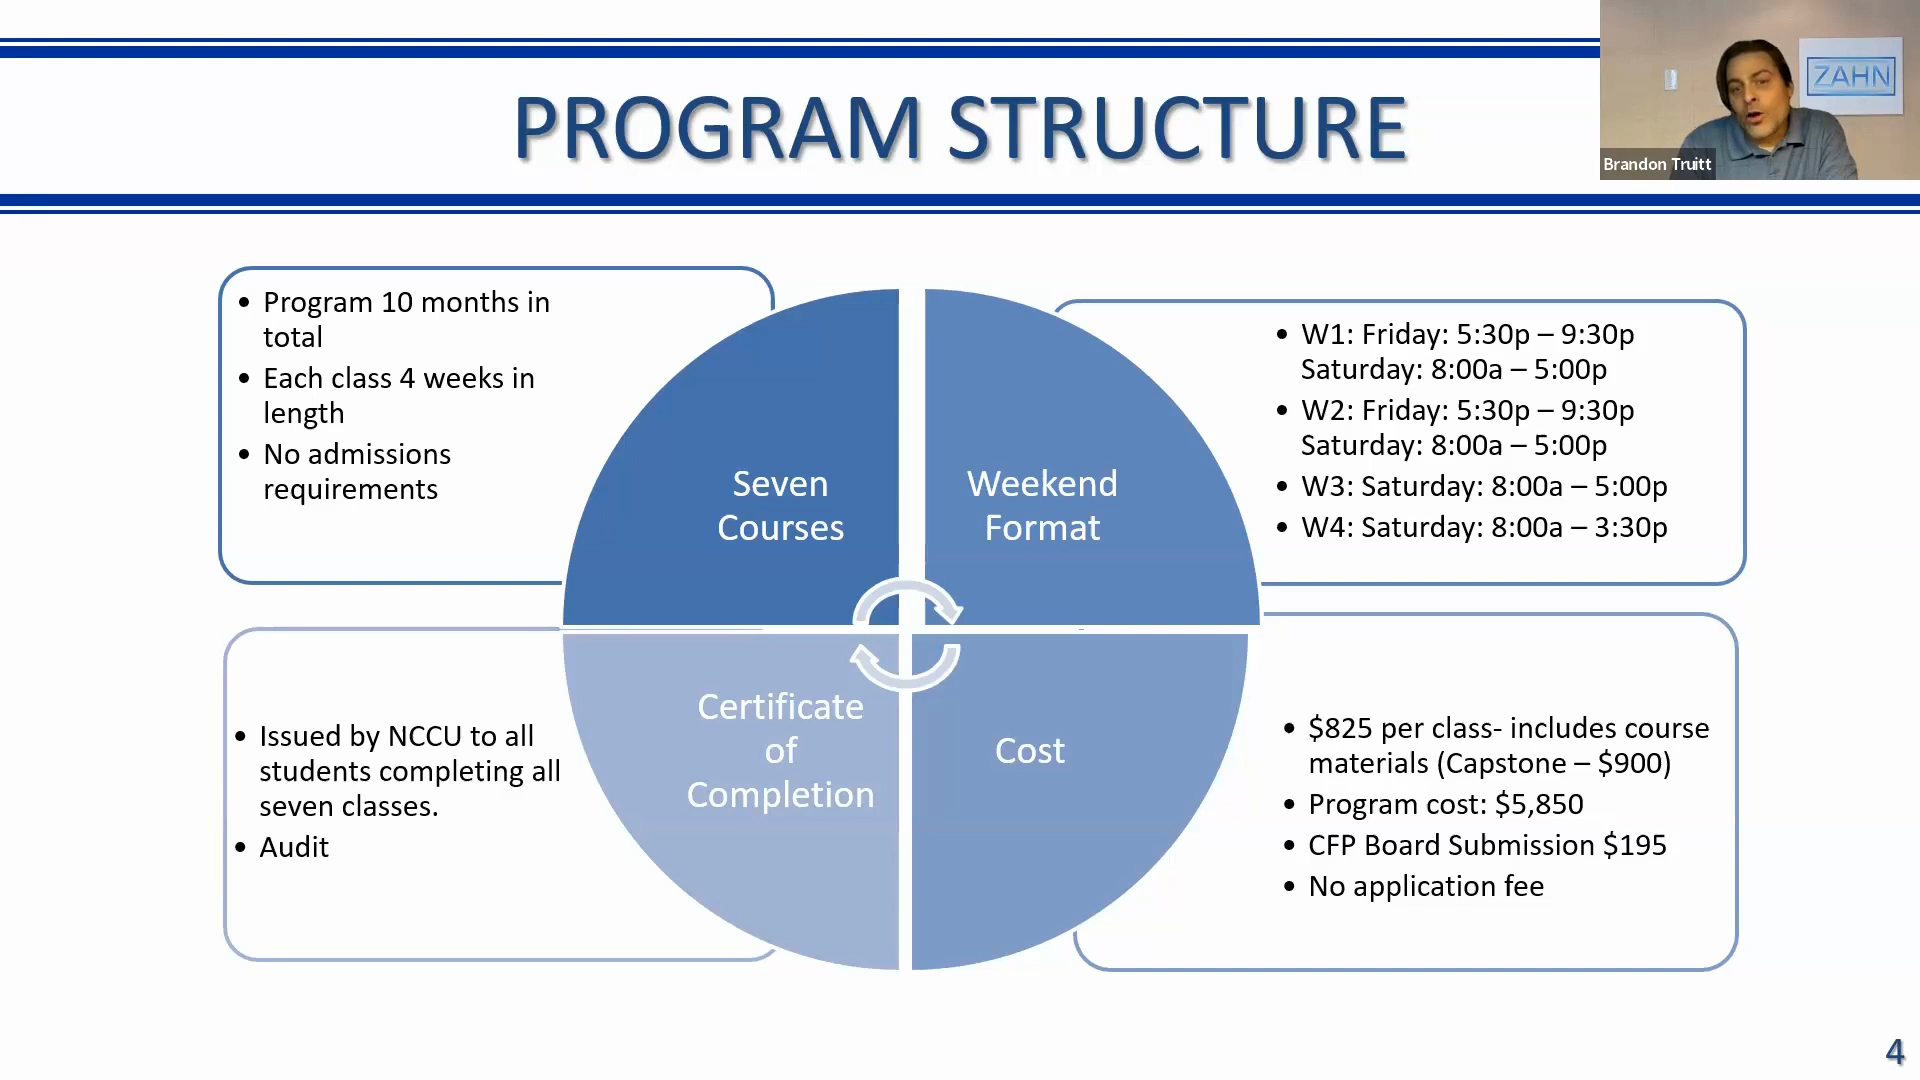 PROGRAM STRUCTURE
ZAHN
Brandon Truitt
• Program 10 months in
total
• Each class 4 weeks in
length
• No admissions
requirements
Seven
Courses
Weekend
Format
• W1: Friday: 5:30p – 9:30p
Saturday: 8:00a – 5:00p
• W2: Friday: 5:30p – 9:30p
Saturday: 8:00a – 5:00p
• W3: Saturday: 8:00a – 5:00p
• W4: Saturday: 8:00a – 3:30p
• Issued by NCCU to all
students completing all
seven classes.
• Audit
Certificate
of
Completion
Cost
• $825 per class- includes course
materials (Capstone – $900)
• Program cost: $5,850
• CFP Board Submission $195
• No application fee
4